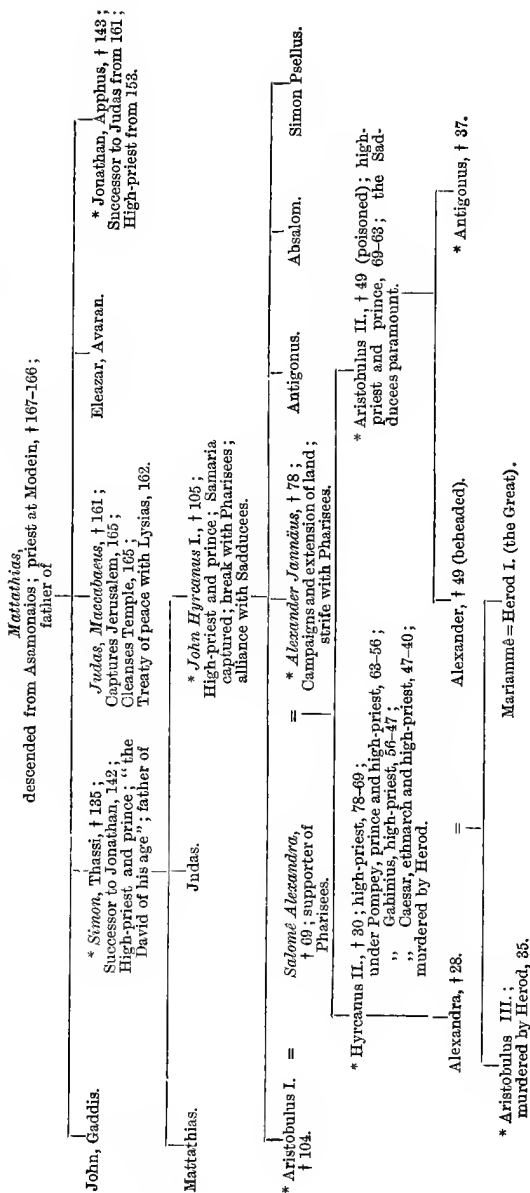 Mattathias,
descended from Asamonaios; priest at Modein, † 167-166;
father of
John, Gaddis.
* Simon, Thassi, † 135;
Successor to Jonathan, 142;
High-priest and prince; "the
David of his age"; father of
Judas, Maccabaeus, † 161;
Captures Jerusalem, 165;
Cleanses Temple, 165;
Treaty of peace with Lysias, 162.
Eleazar, Avaran.
* Jonathan, Apphus, † 143;
Successor to Judas from 161;
High-priest from 153.
Mattathias.
Judas.
* John Hyrcanus I., † 105;
High-priest and prince; Samaria
captured; break with Pharisees;
alliance with Sadducees.
* Aristobulus I. =
† 104.
Salomê Alexandra, =
† 69; supporter of
Pharisees.
* Alexander Jannäus, † 78;
Campaigns and extension of land;
strife with Pharisees.
Antigonus.
Absalom.
Simon Psellus.
* Hyrcanus II., † 30; high-priest, 78-69;
under Pompey, prince and high-priest, 63-56;
„ Gabinius, high-priest, 56-47;
„ Caesar, ethnarch and high-priest, 47-40;
murdered by Herod.
* Aristobulus II., † 49 (poisoned); high-
priest and prince, 69-63; the Sad-
ducees paramount.
Alexandra, † 28. =
Alexander, † 49 (beheaded).
* Antigonus, † 37.
* Aristobulus III.;
murdered by Herod, 35.
Mariammê = Herod I. (the Great).